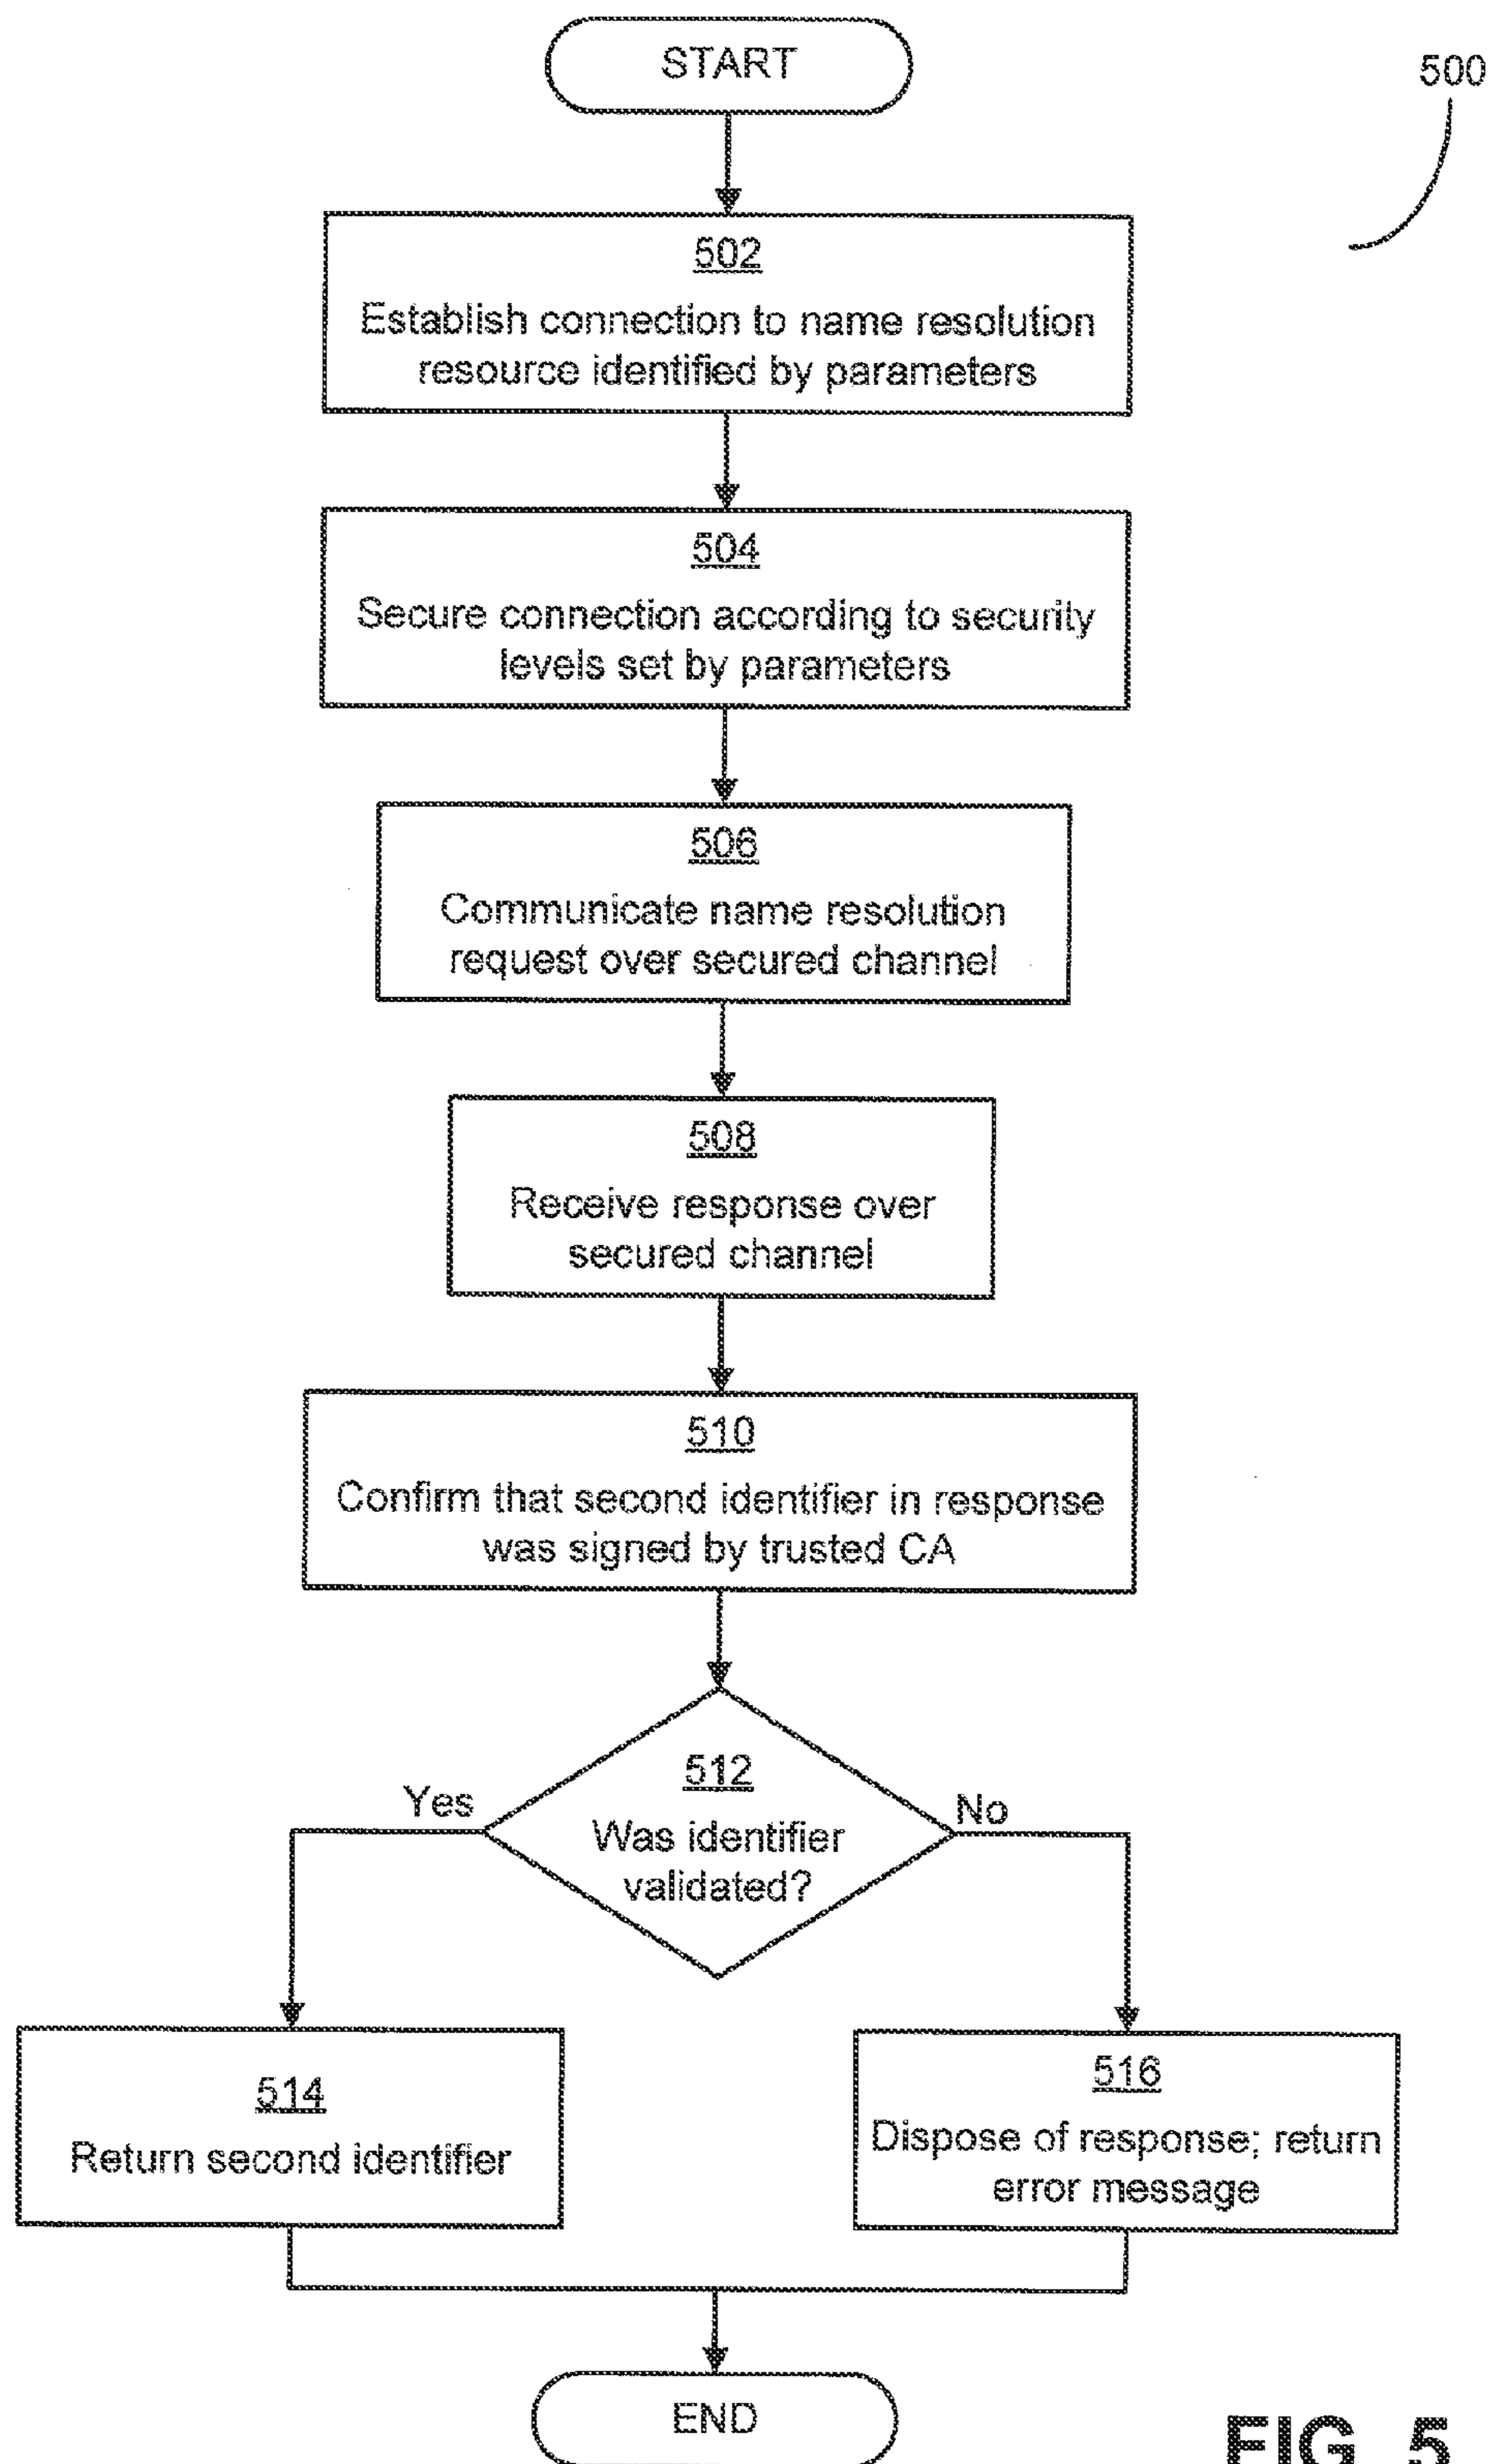 START
500
502
Establish connection to name resolution
resource identified by parameters
504
Secure connection according to security
levels set by parameters
506
Communicate name resolution
request over secured channel
508
Receive response over
secured channel
510
Confirm that second identifier in response
was signed by trusted CA
512
Was identifier
validated?
Yes
No
514
Return second identifier
516
Dispose of response; return
error message
END
FIG. 5